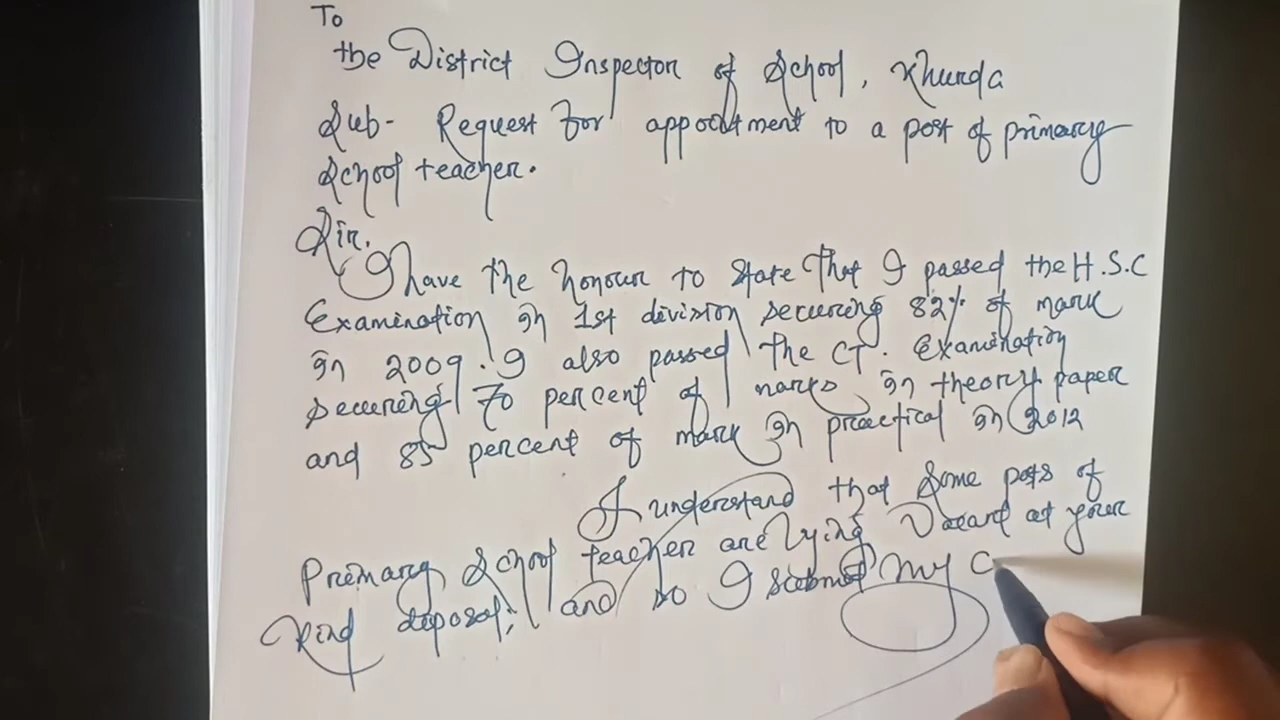 To
the District Inspector of School, Khurda
Sub- Request for appoitment to a post of primary
School teacher.
Sir.
I have the honour to state that I passed the H.S.C
Examination in 1st division securing 82% of mark
in 2009. I also passed the CT. Examination
securing 70 percent of marks in theory paper
and 85 percent of mark in practical in 2012
I understand that some posts of
Primary School teacher are lying Vacant at your
kind disposal, and so I submit my a